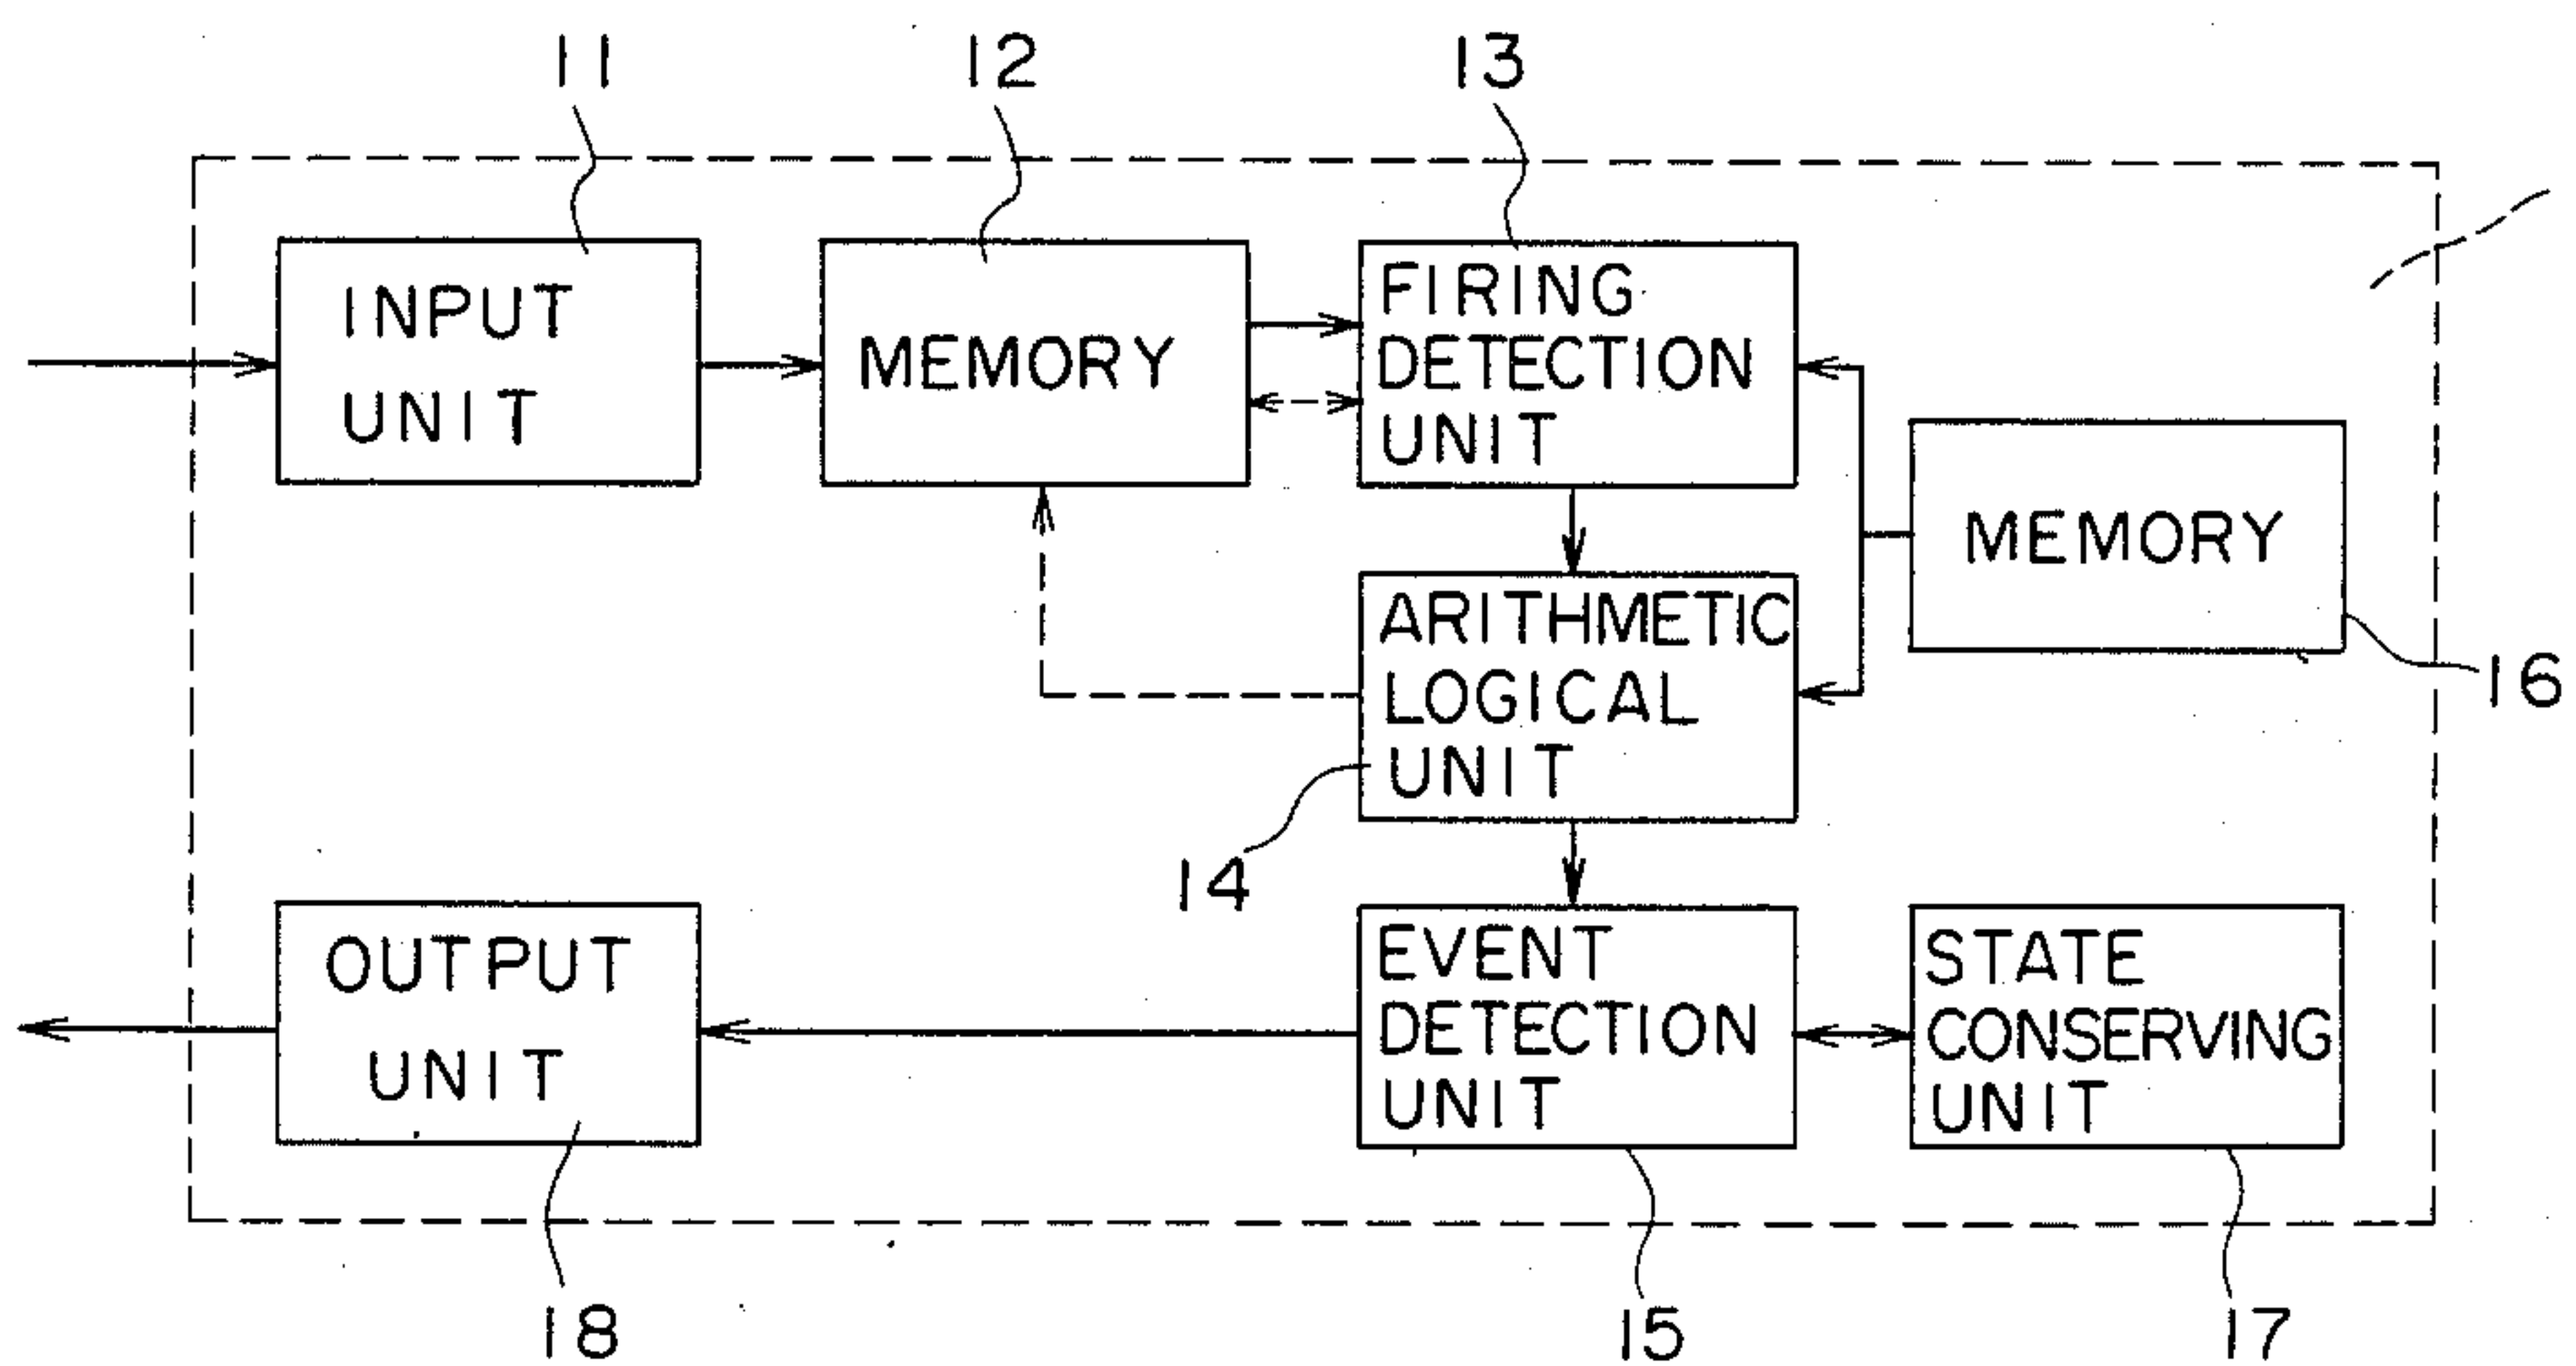 11
12
13
INPUT
UNIT
MEMORY
FIRING
DETECTION
UNIT
MEMORY
16
ARITHMETIC
LOGICAL
UNIT
14
OUTPUT
UNIT
EVENT
DETECTION
UNIT
STATE
CONSERVING
UNIT
18
15
17